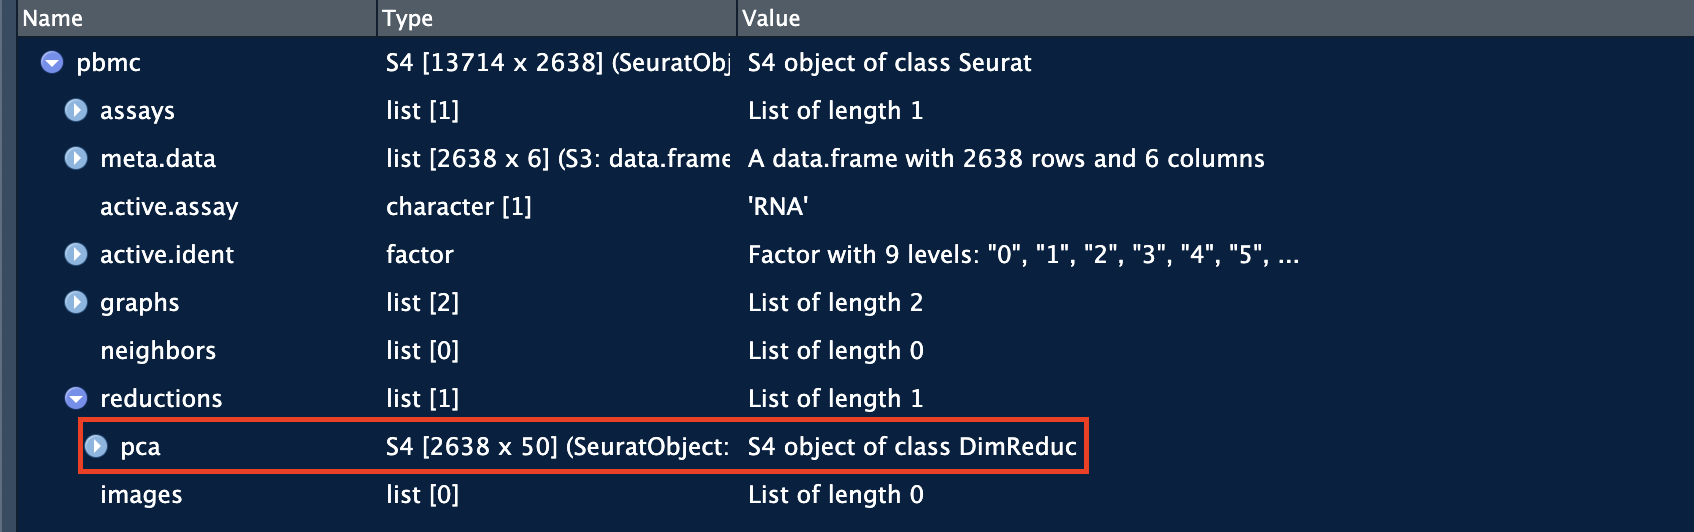 Name Type Value
pbmc S4 [13714 x 2638] (SeuratObj S4 object of class Seurat
assays list [1] List of length 1
meta.data list [2638 x 6] (S3: data.frame A data.frame with 2638 rows and 6 columns
active.assay character [1] 'RNA'
active.ident factor Factor with 9 levels: "0", "1", "2", "3", "4", "5", ...
graphs list [2] List of length 2
neighbors list [0] List of length 0
reductions list [1] List of length 1
pca S4 [2638 x 50] (SeuratObject: S4 object of class DimReduc
images list [0] List of length 0